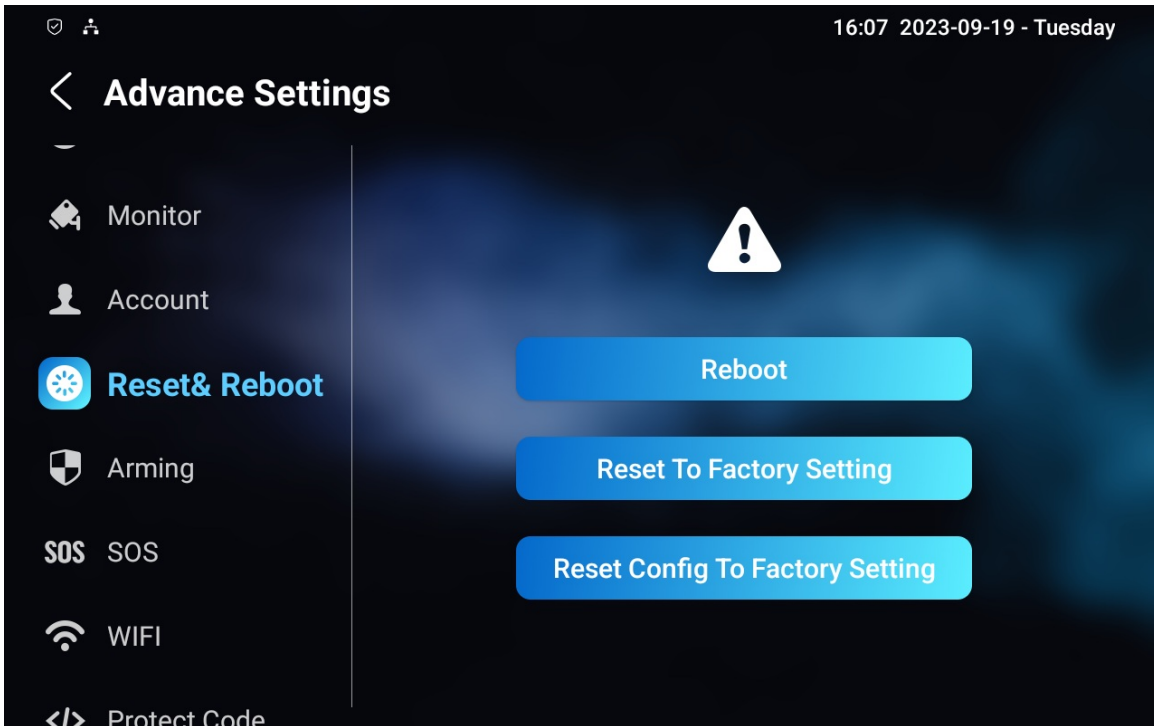 16:07 2023-09-19 - Tuesday
Advance Settings
Monitor
Account
Reset& Reboot
Arming
SOS SOS
WIFI
Protect Code
Reboot
Reset To Factory Setting
Reset Config To Factory Setting